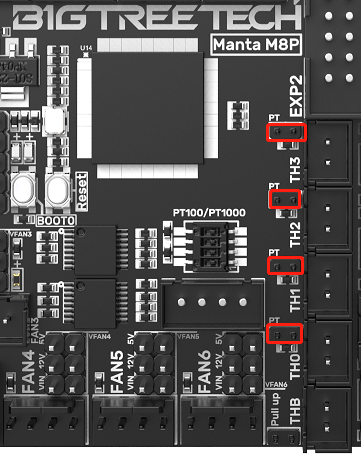 BIGTREETECH
Manta M8P
U14
EXP2
PT
TH3
Reset
BOOT0
PT100/PT1000
PT
TH2
VFAN3
PT
TH1
FAN3
PT
TH0
FAN4
VIN 12V 5V
VFAN4
FAN5
VIN 12V 5V
VFAN5
FAN6
VIN 12V 5V
VFAN6
Pull up
THB